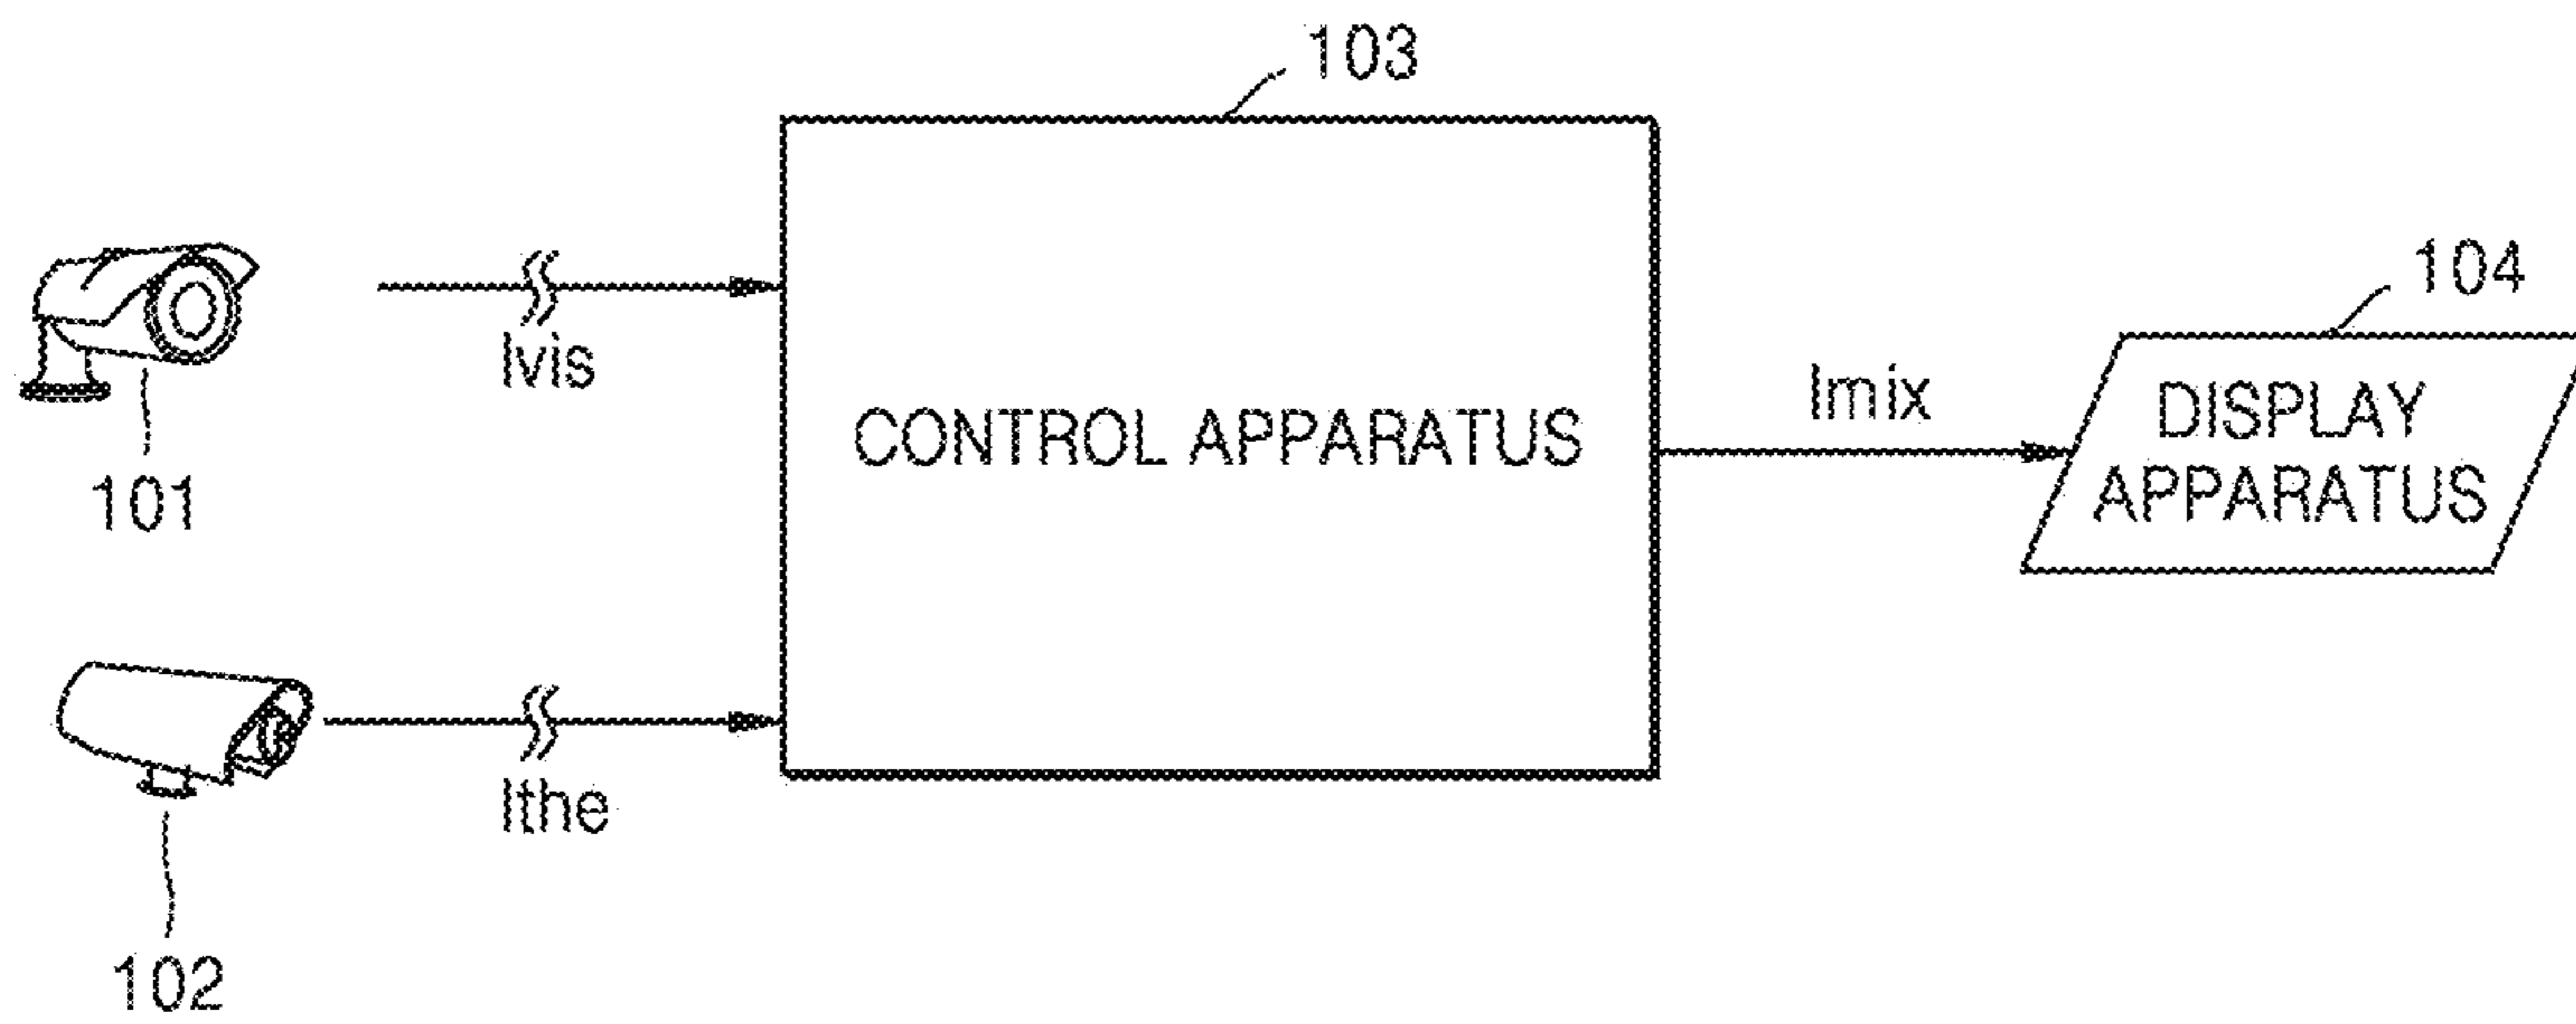 103
104
Ivis
Imix
CONTROL APPARATUS
DISPLAY
APPARATUS
101
Ithe
102